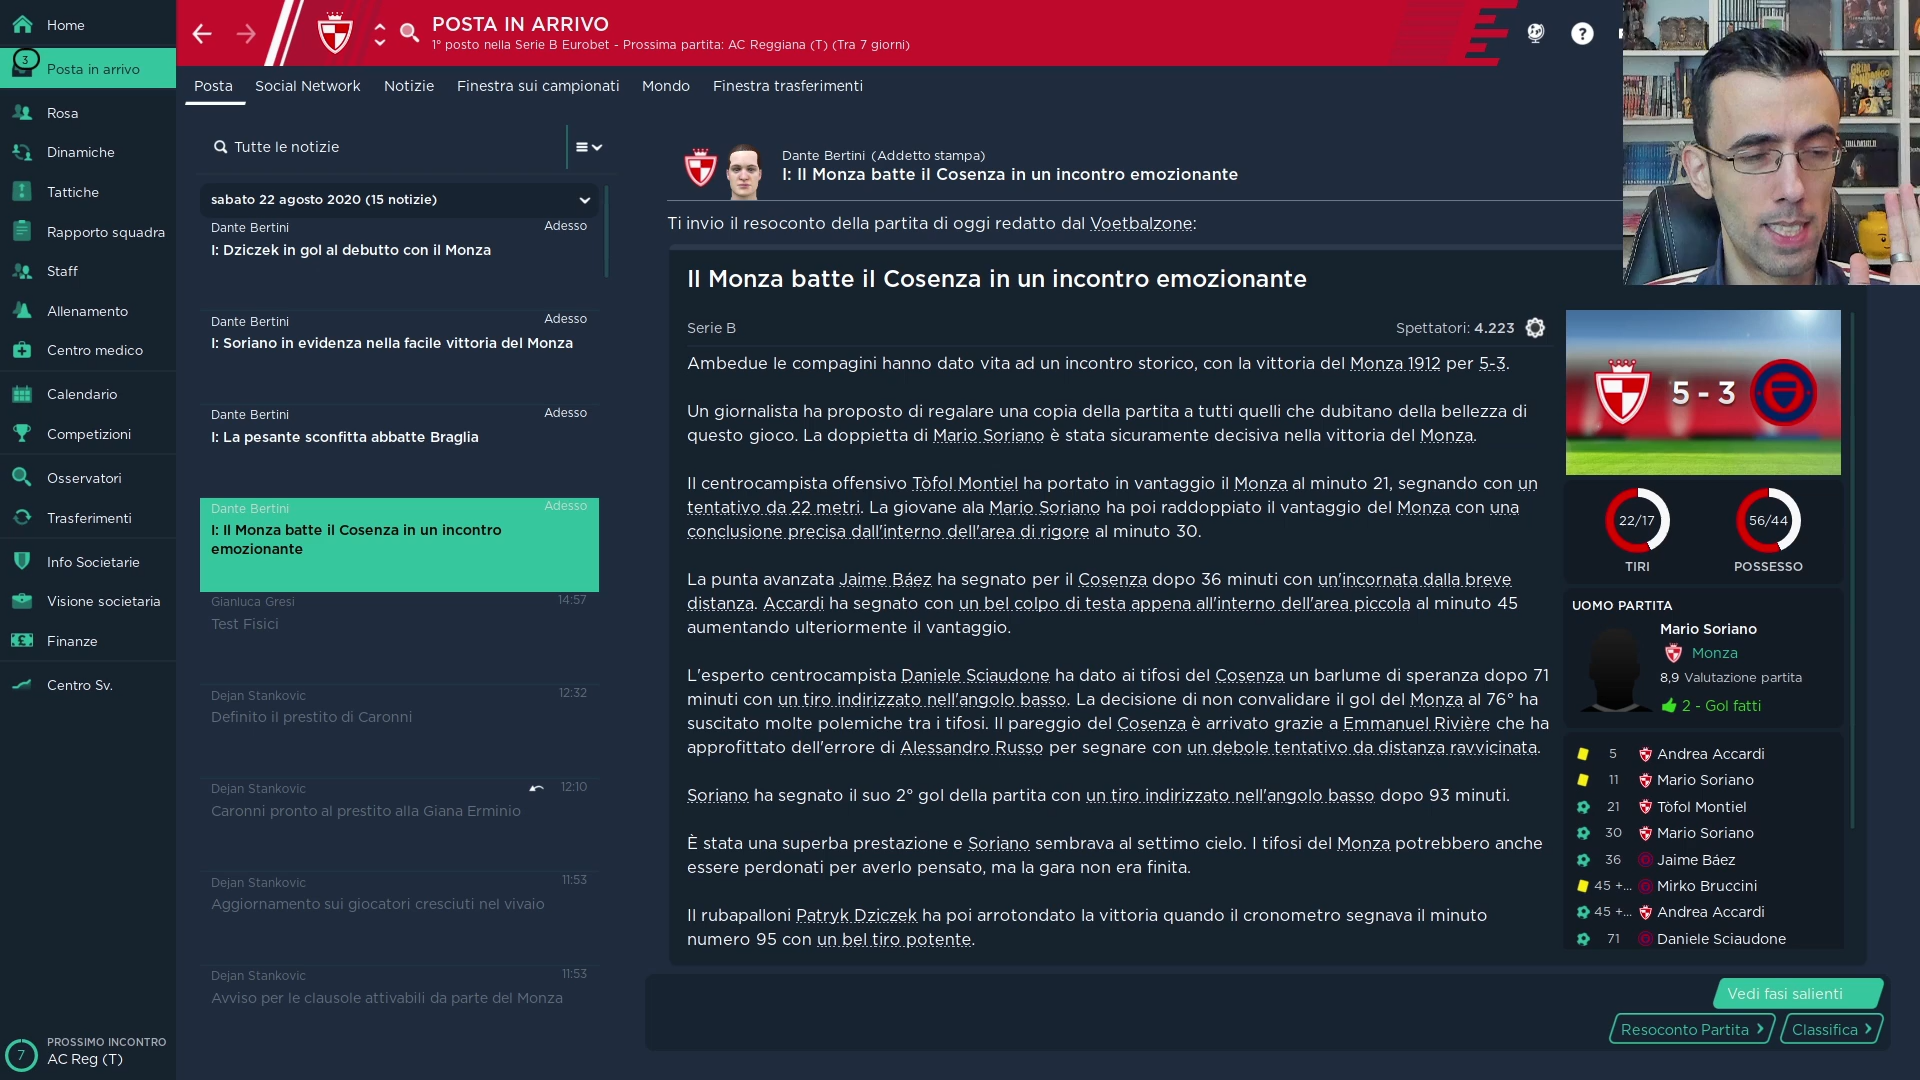 Home
3
Posta in arrivo
Rosa
Dinamiche
Tattiche
Rapporto squadra
Staff
Allenamento
Centro medico
Calendario
Competizioni
Osservatori
Trasferimenti
Info Societarie
Visione societaria
Finanze
Centro Sv.
7
PROSSIMO INCONTRO
AC Reg (T)
POSTA IN ARRIVO
1° posto nella Serie B Eurobet - Prossima partita: AC Reggiana (T) (Tra 7 giorni)
?
Posta Social Network Notizie Finestra sui campionati Mondo Finestra trasferimenti
Tutte le notizie
sabato 22 agosto 2020 (15 notizie)
Dante Bertini Adesso
I: Dziczek in gol al debutto con il Monza
Dante Bertini Adesso
I: Soriano in evidenza nella facile vittoria del Monza
Dante Bertini Adesso
I: La pesante sconfitta abbatte Braglia
Dante Bertini Adesso
I: Il Monza batte il Cosenza in un incontro
emozionante
Gianluca Gresi 14:57
Test Fisici
Dejan Stankovic 12:32
Definito il prestito di Caronni
Dejan Stankovic 12:10
Caronni pronto al prestito alla Giana Erminio
Dejan Stankovic 11:53
Aggiornamento sui giocatori cresciuti nel vivaio
Dejan Stankovic 11:53
Avviso per le clausole attivabili da parte del Monza
Dante Bertini (Addetto stampa)
I: Il Monza batte il Cosenza in un incontro emozionante
Ti invio il resoconto della partita di oggi redatto dal Voetbalzone:
Il Monza batte il Cosenza in un incontro emozionante
Serie B Spettatori: 4.223
Ambedue le compagini hanno dato vita ad un incontro storico, con la vittoria del Monza 1912 per 5-3.
Un giornalista ha proposto di regalare una copia della partita a tutti quelli che dubitano della bellezza di
questo gioco. La doppietta di Mario Soriano è stata sicuramente decisiva nella vittoria del Monza.
Il centrocampista offensivo Tòfol Montiel ha portato in vantaggio il Monza al minuto 21, segnando con un
tentativo da 22 metri. La giovane ala Mario Soriano ha poi raddoppiato il vantaggio del Monza con una
conclusione precisa dall'interno dell'area di rigore al minuto 30.
La punta avanzata Jaime Báez ha segnato per il Cosenza dopo 36 minuti con un'incornata dalla breve
distanza. Accardi ha segnato con un bel colpo di testa appena all'interno dell'area piccola al minuto 45
aumentando ulteriormente il vantaggio.
L'esperto centrocampista Daniele Sciaudone ha dato ai tifosi del Cosenza un barlume di speranza dopo 71
minuti con un tiro indirizzato nell'angolo basso. La decisione di non convalidare il gol del Monza al 76° ha
suscitato molte polemiche tra i tifosi. Il pareggio del Cosenza è arrivato grazie a Emmanuel Rivière che ha
approfittato dell'errore di Alessandro Russo per segnare con un debole tentativo da distanza ravvicinata.
Soriano ha segnato il suo 2° gol della partita con un tiro indirizzato nell'angolo basso dopo 93 minuti.
È stata una superba prestazione e Soriano sembrava al settimo cielo. I tifosi del Monza potrebbero anche
essere perdonati per averlo pensato, ma la gara non era finita.
Il rubapalloni Patryk Dziczek ha poi arrotondato la vittoria quando il cronometro segnava il minuto
numero 95 con un bel tiro potente.
5 - 3
22/17 56/44
TIRI POSSESSO
UOMO PARTITA
Mario Soriano
Monza
8,9 Valutazione partita
2 - Gol fatti
5 Andrea Accardi
11 Mario Soriano
21 Tòfol Montiel
30 Mario Soriano
36 Jaime Báez
45 +... Mirko Bruccini
45 +... Andrea Accardi
71 Daniele Sciaudone
Vedi fasi salienti
Resoconto Partita
Classifica
GRIM
FANDANGO